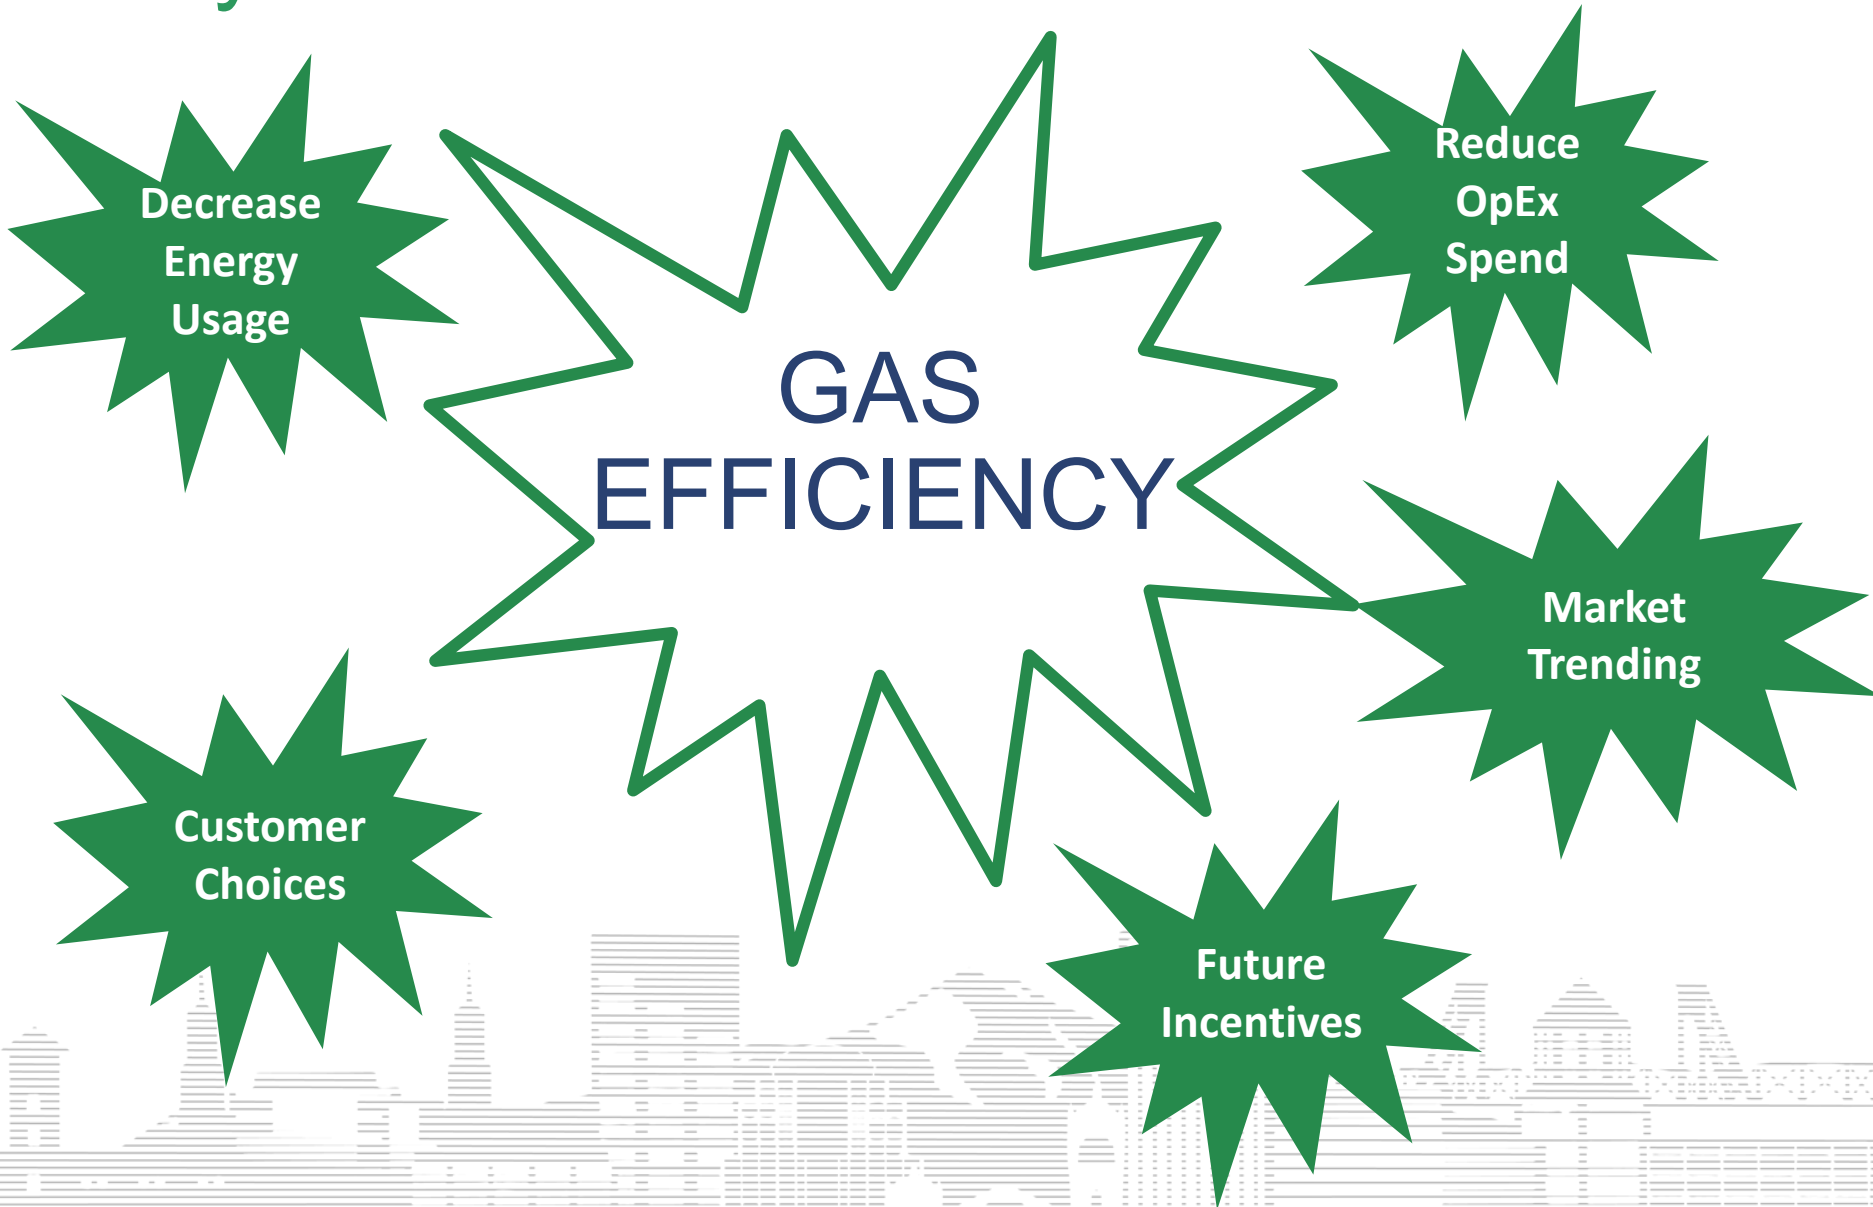 Decrease
Energy
Usage
Reduce
OpEx
Spend
GAS
EFFICIENCY
Market
Trending
Customer
Choices
Future
Incentives